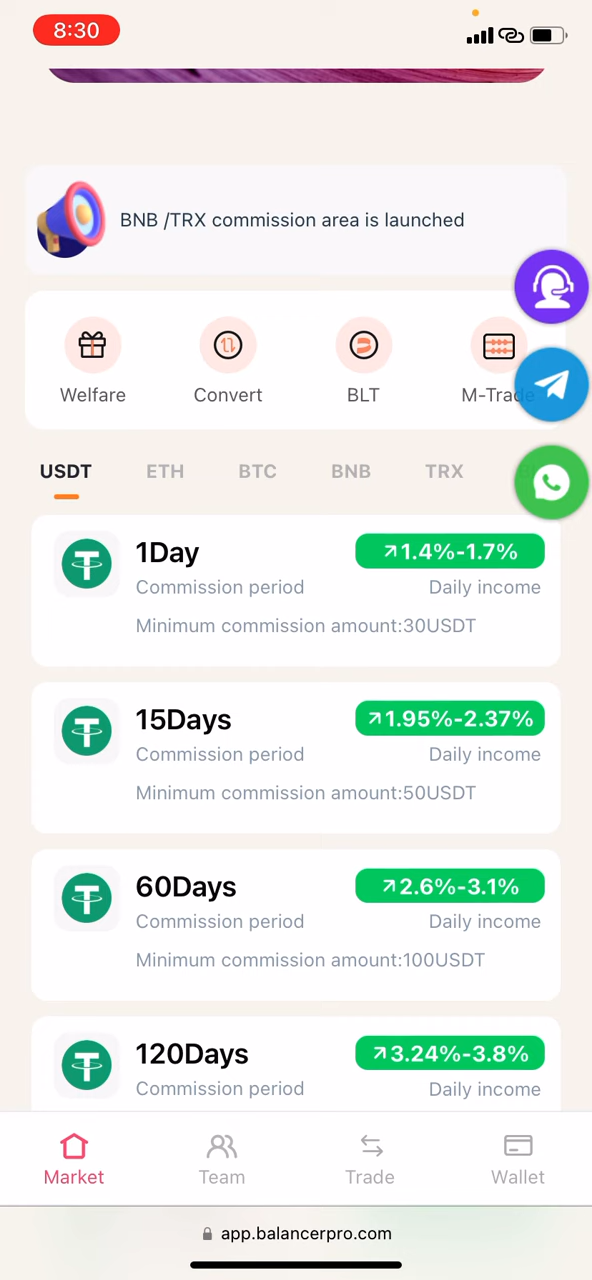 8:30
BNB /TRX commission area is launched
Welfare
Convert
BLT
M-Trade
USDT
ETH
BTC
BNB
TRX
1Day
1.4%-1.7%
Commission period
Daily income
Minimum commission amount:30USDT
15Days
1.95%-2.37%
Commission period
Daily income
Minimum commission amount:50USDT
60Days
2.6%-3.1%
Commission period
Daily income
Minimum commission amount:100USDT
120Days
3.24%-3.8%
Commission period
Daily income
Market
Team
Trade
Wallet
app.balancerpro.com